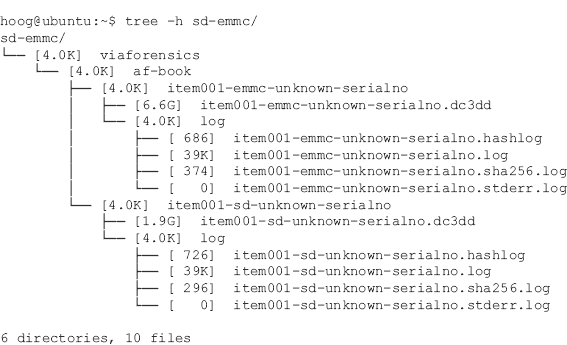 hoog@ubuntu:~$ tree -h sd-emmc/
sd-emmc/
└── [4.0K]  viaforensics
    └── [4.0K]  af-book
        ├── [4.0K]  item001-emmc-unknown-serialno
        │   ├── [6.6G]  item001-emmc-unknown-serialno.dc3dd
        │   └── [4.0K]  log
        │       ├── [ 686]  item001-emmc-unknown-serialno.hashlog
        │       ├── [ 39K]  item001-emmc-unknown-serialno.log
        │       ├── [ 374]  item001-emmc-unknown-serialno.sha256.log
        │       └── [   0]  item001-emmc-unknown-serialno.stderr.log
        └── [4.0K]  item001-sd-unknown-serialno
            ├── [1.9G]  item001-sd-unknown-serialno.dc3dd
            └── [4.0K]  log
                ├── [ 726]  item001-sd-unknown-serialno.hashlog
                ├── [ 39K]  item001-sd-unknown-serialno.log
                ├── [ 296]  item001-sd-unknown-serialno.sha256.log
                └── [   0]  item001-sd-unknown-serialno.stderr.log

6 directories, 10 files